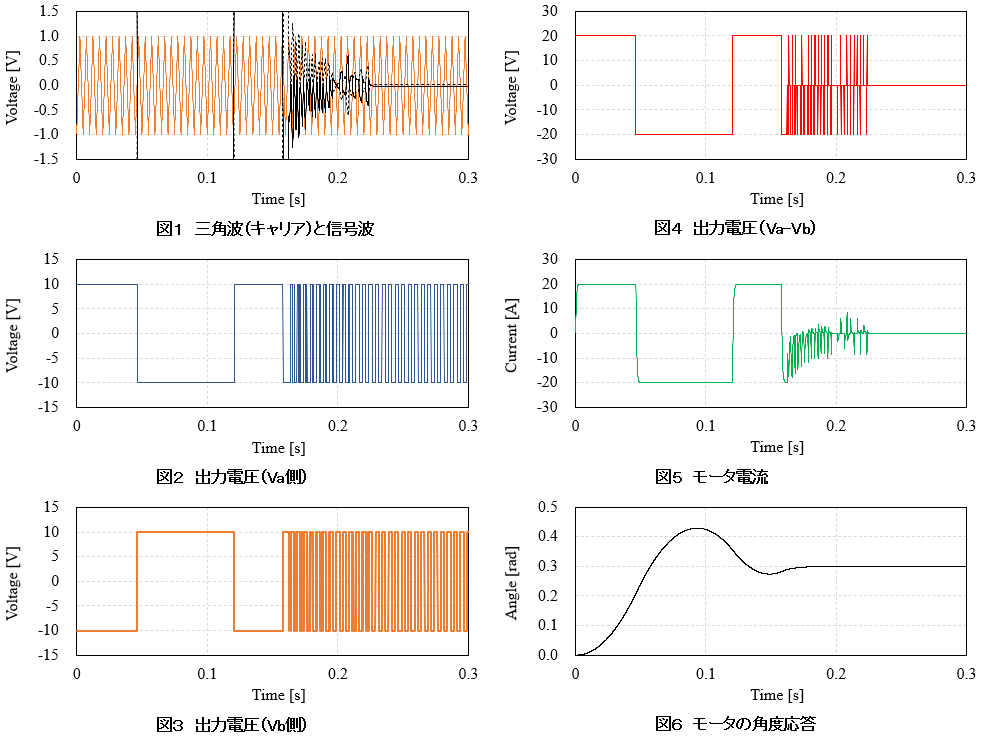 1.5
1.0
0.5
0.0
-0.5
-1.0
-1.5
Voltage [V]
0 0.1 0.2 0.3
Time [s]
図1 三角波(キャリア)と信号波
30
20
10
0
-10
-20
-30
Voltage [V]
0 0.1 0.2 0.3
Time [s]
図4 出力電圧(Va-Vb)
15
10
5
0
-5
-10
-15
Voltage [V]
0 0.1 0.2 0.3
Time [s]
図2 出力電圧(Va側)
30
20
10
0
-10
-20
-30
Current [A]
0 0.1 0.2 0.3
Time [s]
図5 モータ電流
15
10
5
0
-5
-10
-15
Voltage [V]
0 0.1 0.2 0.3
Time [s]
図3 出力電圧(Vb側)
0.5
0.4
0.3
0.2
0.1
0.0
Angle [rad]
0 0.1 0.2 0.3
Time [s]
図6 モータの角度応答